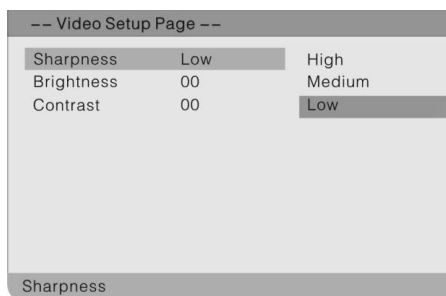 -- Video Setup Page --
Sharpness Low High
Brightness 00 Medium
Contrast 00 Low
Sharpness